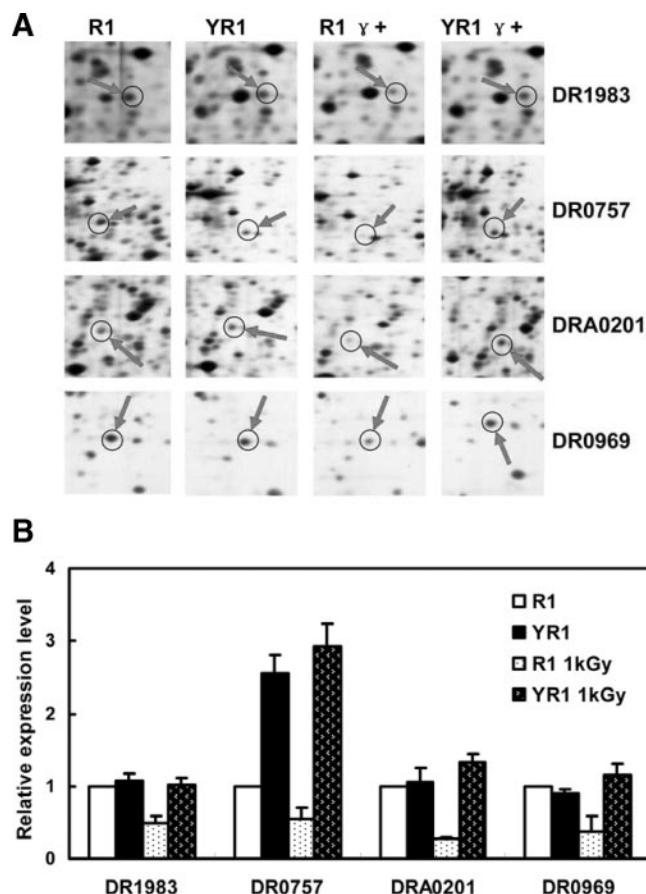 A
R1 YR1 R1 ɣ + YR1 ɣ +
DR1983
DR0757
DRA0201
DR0969
B
Relative expression level
4
3
2
1
0
R1
YR1
R1 1kGy
YR1 1kGy
DR1983 DR0757 DRA0201 DR0969